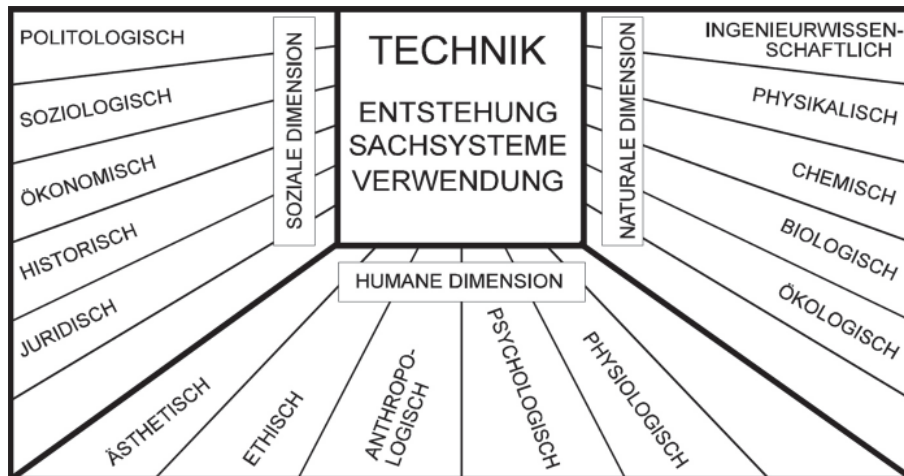 TECHNIK
ENTSTEHUNG
SACHSYSTEME
VERWENDUNG
SOZIALE DIMENSION
POLITOLOGISCH
SOZIOLOGISCH
ÖKONOMISCH
HISTORISCH
JURIDISCH
HUMANE DIMENSION
ÄSTHETISCH
ETHISCH
ANTHROPO-
LOGISCH
PSYCHOLOGISCH
PHYSIOLOGISCH
NATURALE DIMENSION
INGENIEURWISSEN-
SCHAFTLICH
PHYSIKALISCH
CHEMISCH
BIOLOGISCH
ÖKOLOGISCH